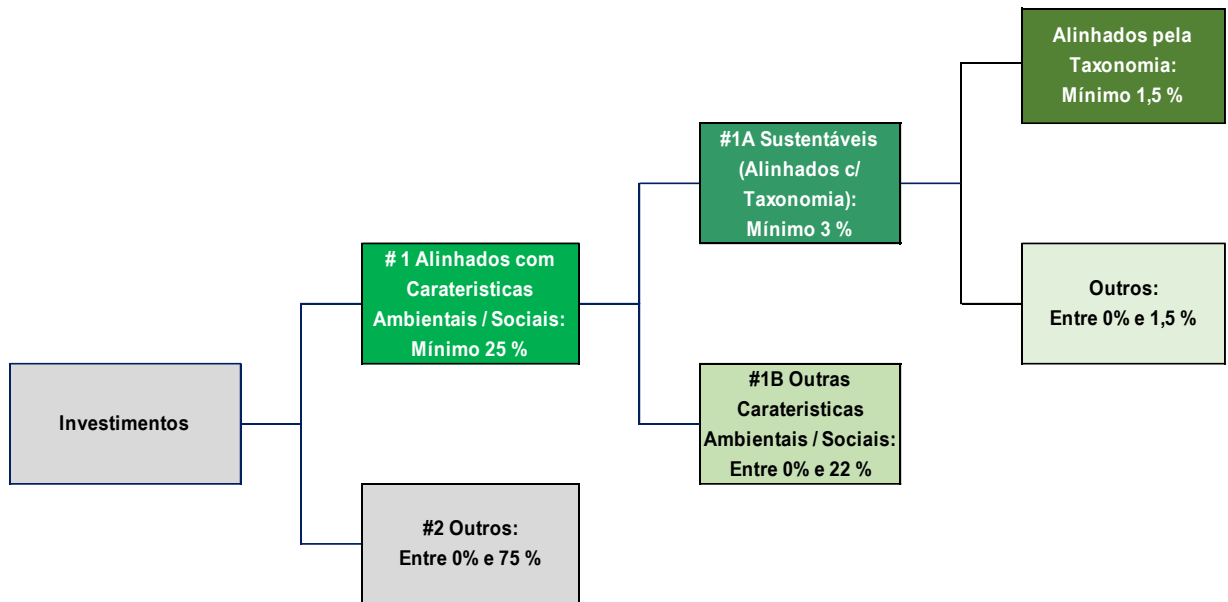 Investimentos
# 1 Alinhados com
Carateristicas
Ambientais / Sociais:
Mínimo 25 %
#2 Outros:
Entre 0% e 75 %
#1A Sustentáveis
(Alinhados c/
Taxonomia):
Mínimo 3 %
#1B Outras
Carateristicas
Ambientais / Sociais:
Entre 0% e 22 %
Alinhados pela
Taxonomia:
Mínimo 1,5 %
Outros:
Entre 0% e 1,5 %